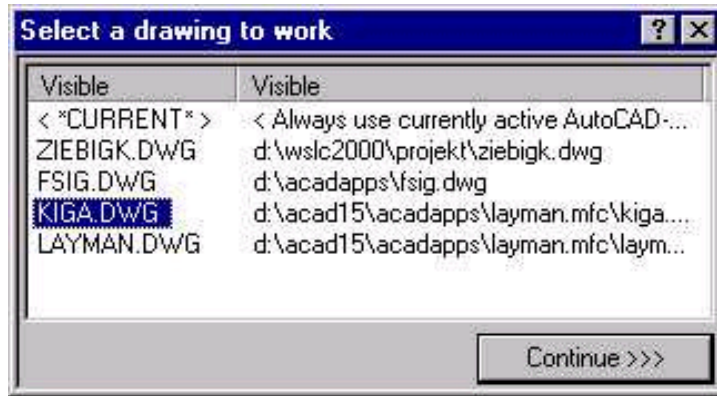 Select a drawing to work ? ×
Visible Visible
< *CURRENT* > < Always use currently active AutoCAD-...
ZIEBIGK.DWG d:\wslc2000\projekt\ziebigk.dwg
FSIG.DWG d:\acadapps\fsig.dwg
KIGA.DWG d:\acad15\acadapps\layman.mfc\kiga....
LAYMAN.DWG d:\acad15\acadapps\layman.mfc\laym...
Continue >>>